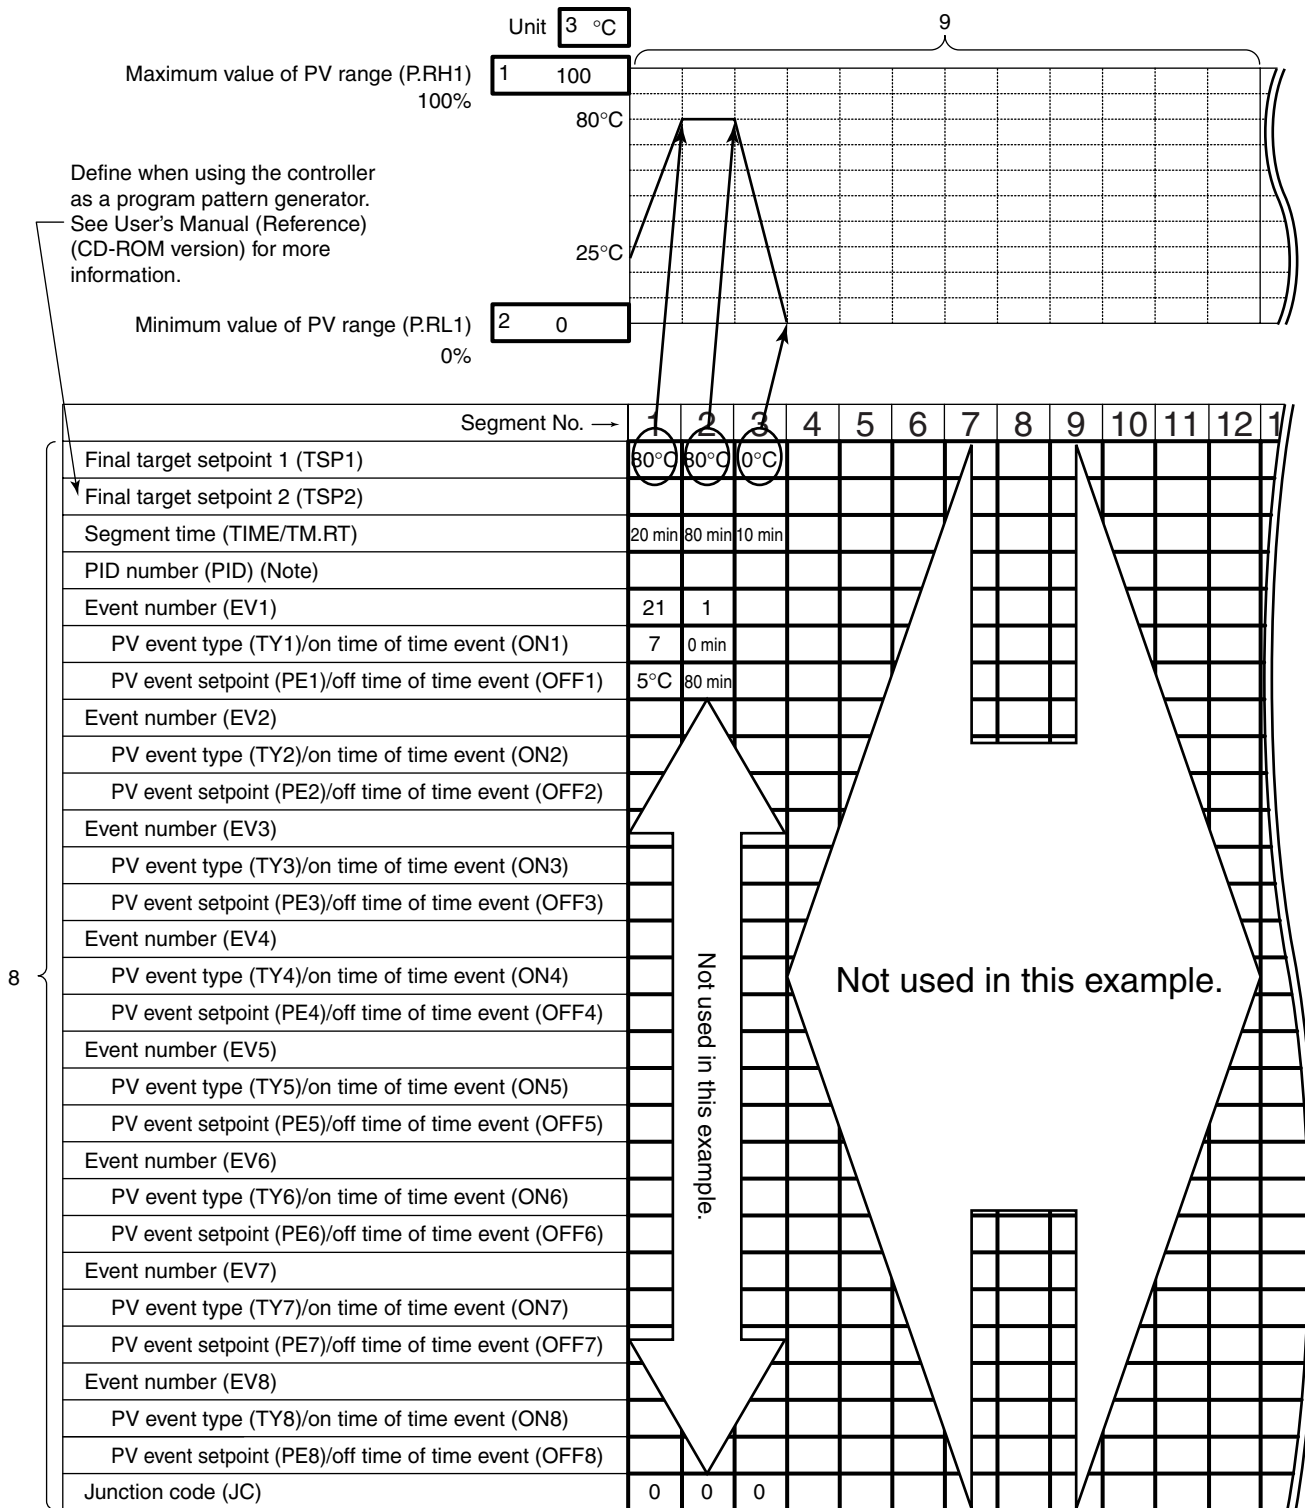 Unit 3 °C
9
Maximum value of PV range (P.RH1) 1 100
100%
80°C
Define when using the controller
as a program pattern generator.
See User's Manual (Reference)
(CD-ROM version) for more
information.
25°C
Minimum value of PV range (P.RL1) 2 0
0%
Segment No. → 1 2 3 4 5 6 7 8 9 10 11 12 1
8
Final target setpoint 1 (TSP1) 80°C 80°C 0°C
Final target setpoint 2 (TSP2)
Segment time (TIME/TM.RT) 20 min 80 min 10 min
PID number (PID) (Note)
Event number (EV1) 21 1
PV event type (TY1)/on time of time event (ON1) 7 0 min
PV event setpoint (PE1)/off time of time event (OFF1) 5°C 80 min
Event number (EV2)
PV event type (TY2)/on time of time event (ON2)
PV event setpoint (PE2)/off time of time event (OFF2)
Event number (EV3)
PV event type (TY3)/on time of time event (ON3)
PV event setpoint (PE3)/off time of time event (OFF3)
Event number (EV4)
PV event type (TY4)/on time of time event (ON4)
PV event setpoint (PE4)/off time of time event (OFF4)
Event number (EV5)
PV event type (TY5)/on time of time event (ON5)
PV event setpoint (PE5)/off time of time event (OFF5)
Event number (EV6)
PV event type (TY6)/on time of time event (ON6)
PV event setpoint (PE6)/off time of time event (OFF6)
Event number (EV7)
PV event type (TY7)/on time of time event (ON7)
PV event setpoint (PE7)/off time of time event (OFF7)
Event number (EV8)
PV event type (TY8)/on time of time event (ON8)
PV event setpoint (PE8)/off time of time event (OFF8)
Junction code (JC) 0 0 0
Not used in this example.
Not used in this example.